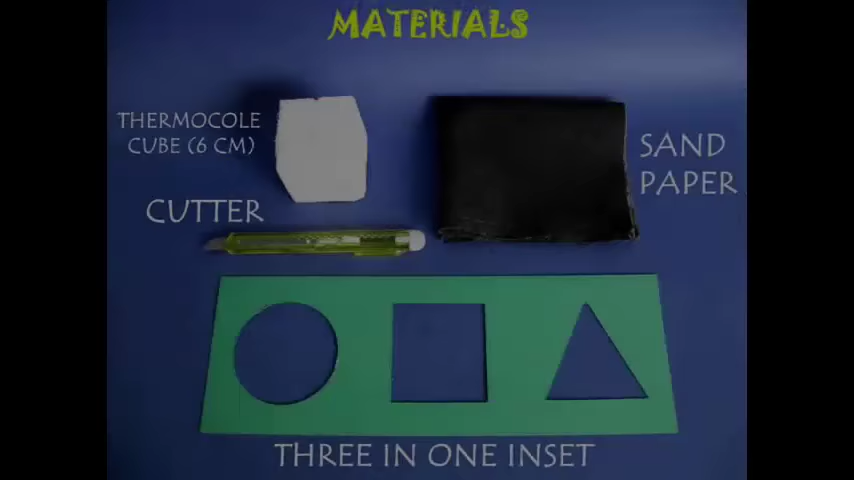 MATERIALS
THERMOCOLE
CUBE (6 CM)
SAND
PAPER
CUTTER
THREE IN ONE INSET